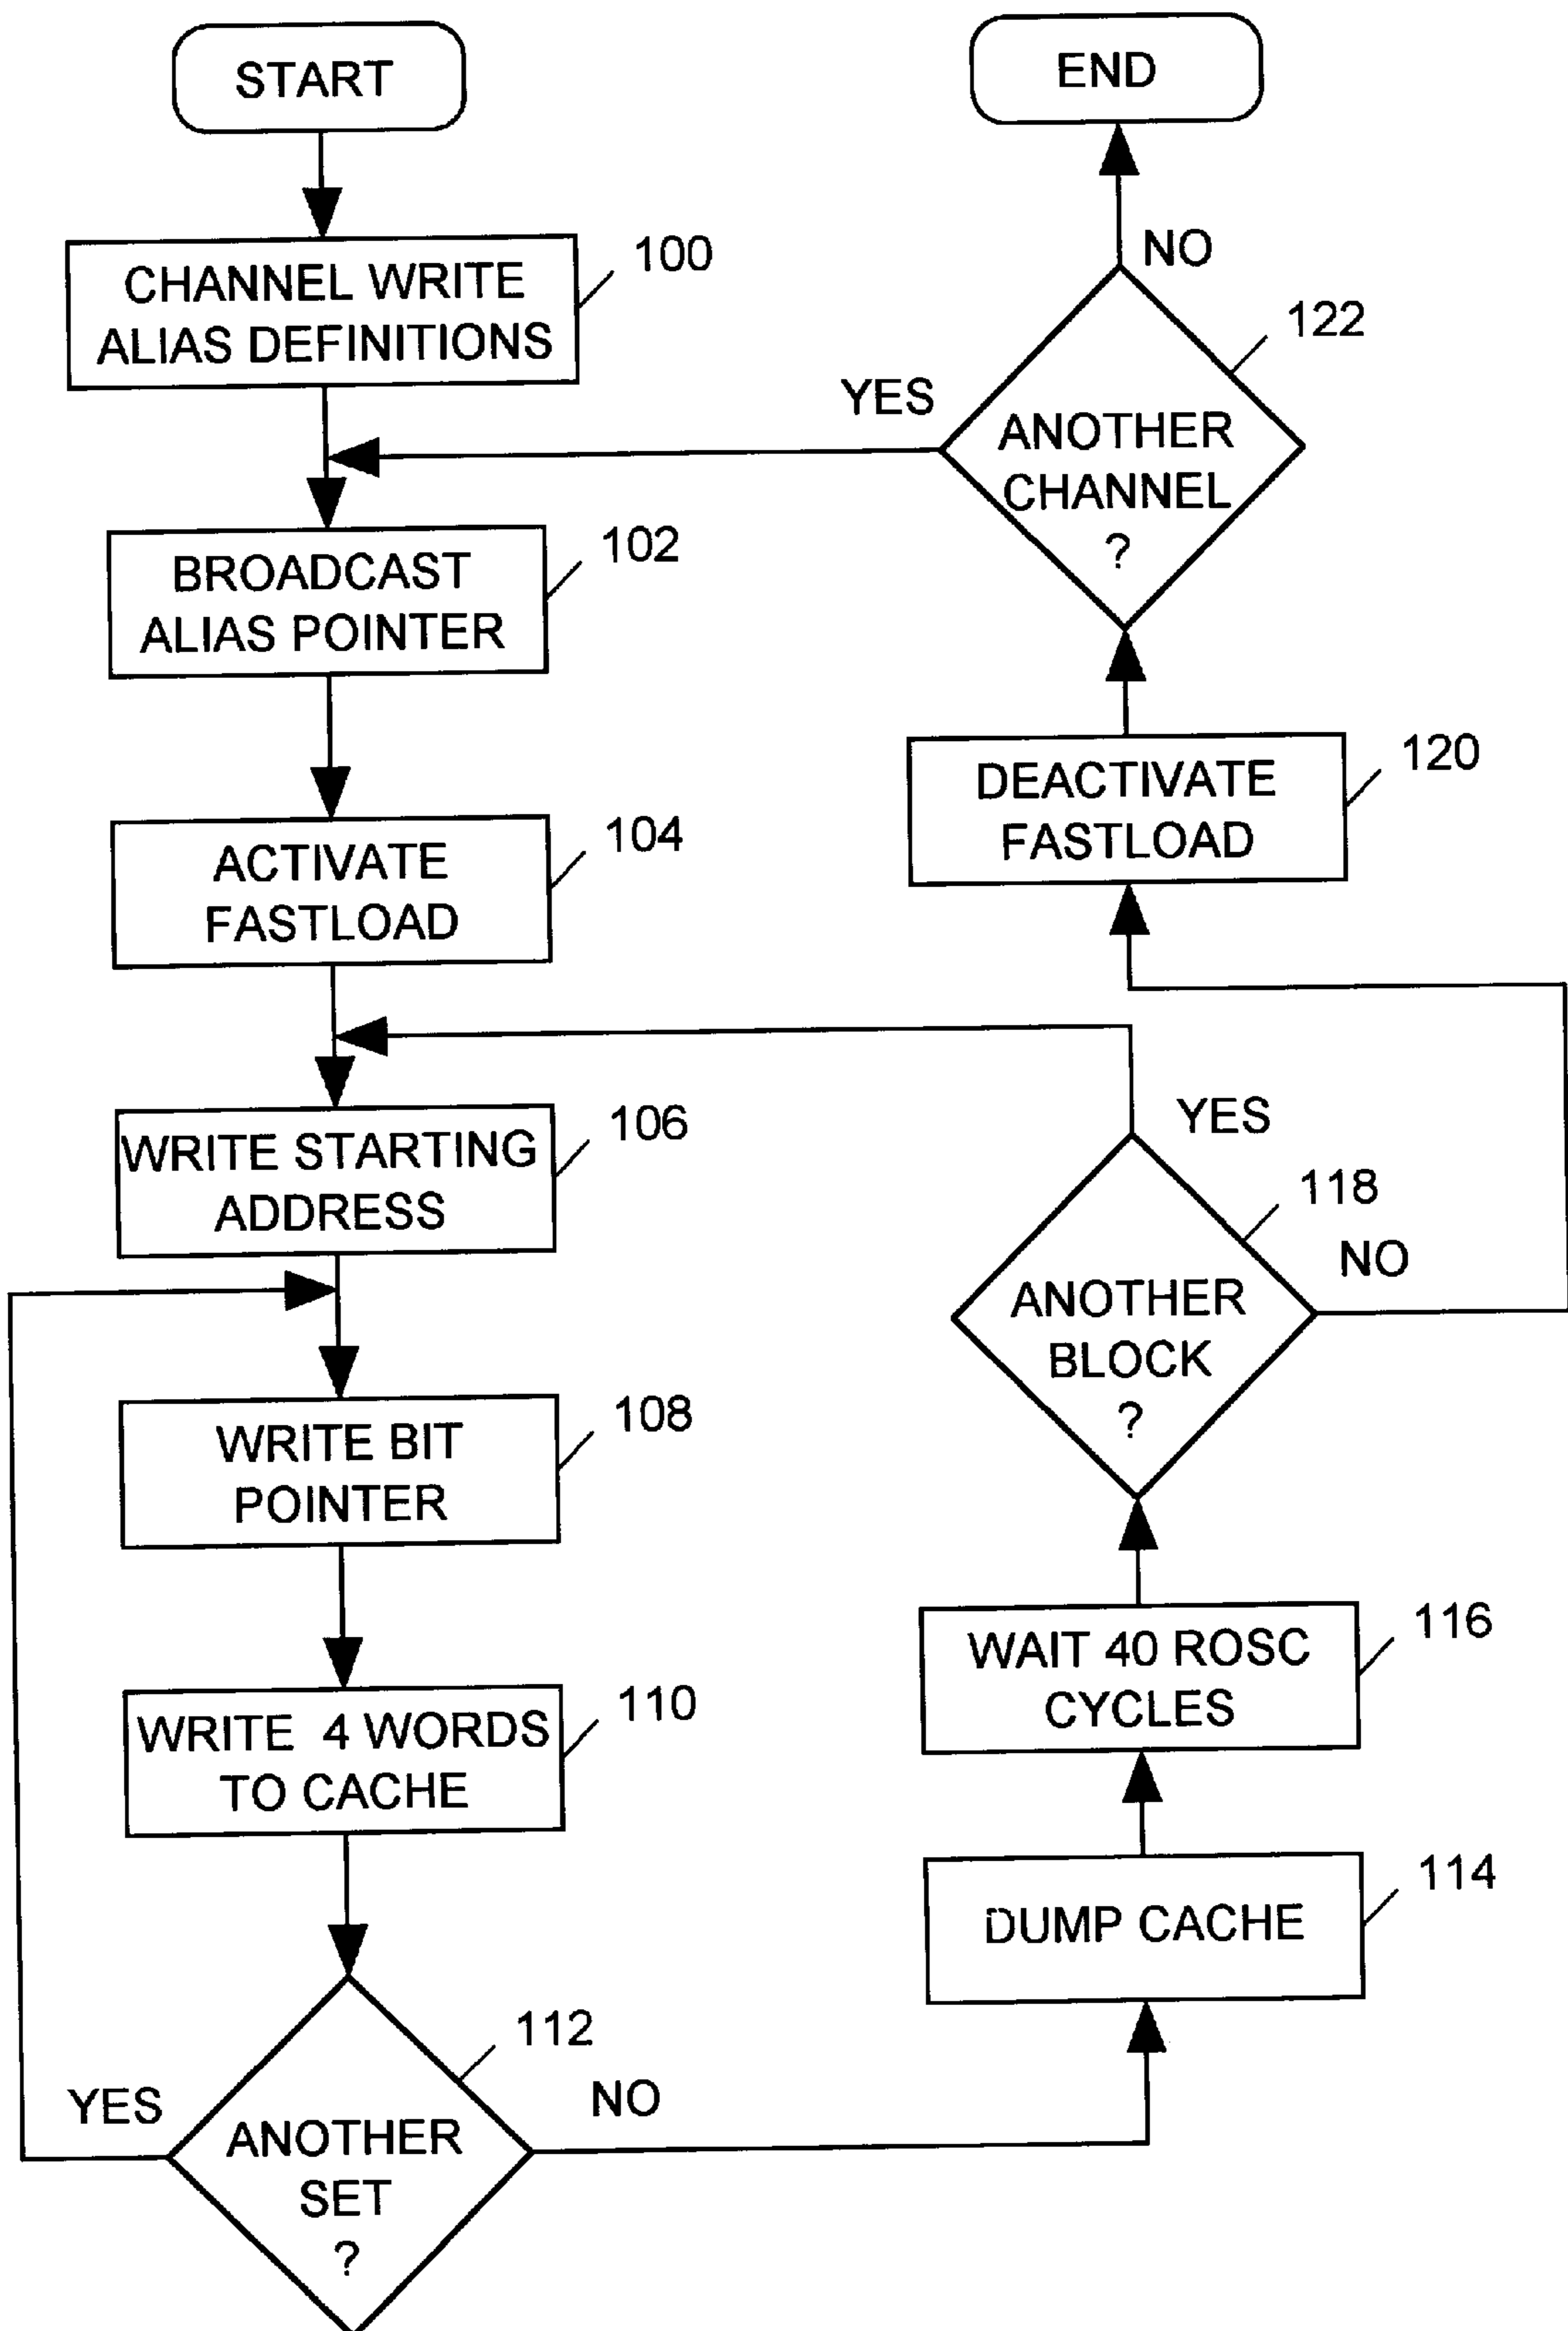 START
CHANNEL WRITE
ALIAS DEFINITIONS
100
BROADCAST
ALIAS POINTER
102
ACTIVATE
FASTLOAD
104
WRITE STARTING
ADDRESS
106
WRITE BIT
POINTER
108
WRITE 4 WORDS
TO CACHE
110
ANOTHER
SET
?
112
YES
NO
DUMP CACHE
114
WAIT 40 ROSC
CYCLES
116
ANOTHER
BLOCK
?
118
YES
NO
DEACTIVATE
FASTLOAD
120
ANOTHER
CHANNEL
?
122
YES
NO
END